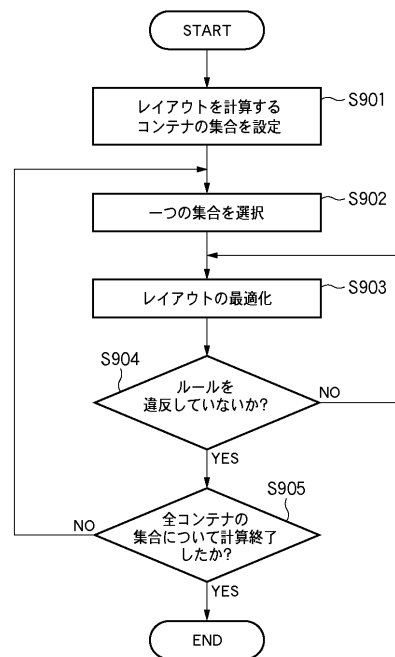 START
レイアウトを計算する
コンテナの集合を設定
S901
一つの集合を選択
S902
レイアウトの最適化
S903
S904
ルールを
違反していないか?
NO
YES
S905
全コンテナの
集合について計算終了
したか?
NO
YES
END